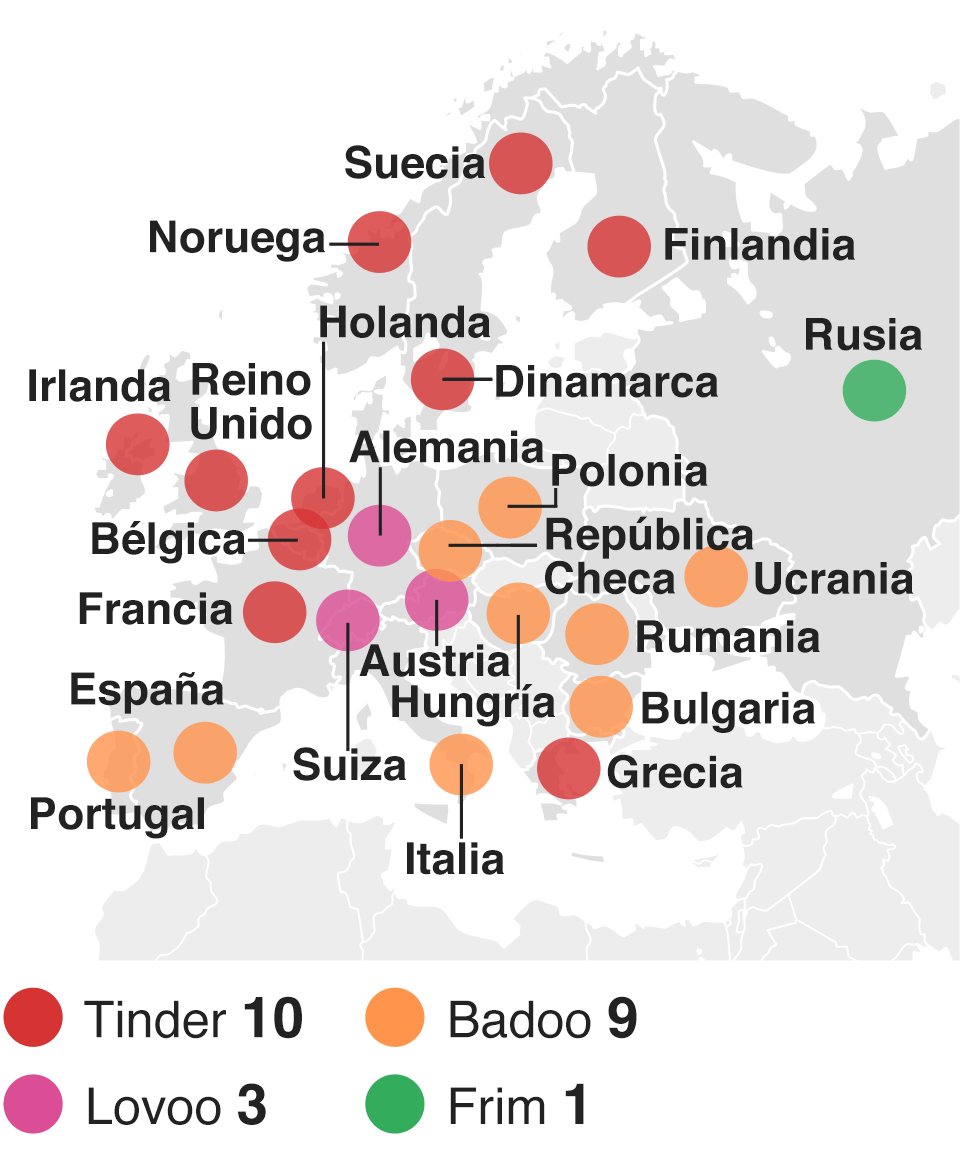 Suecia
Noruega
Finlandia
Holanda
Rusia
Irlanda
Reino
Unido
Dinamarca
Alemania
Polonia
Bélgica
República
Checa
Ucrania
Francia
Rumania
Austria
España
Hungría
Bulgaria
Suiza
Grecia
Portugal
Italia
Tinder 10
Badoo 9
Lovoo 3
Frim 1